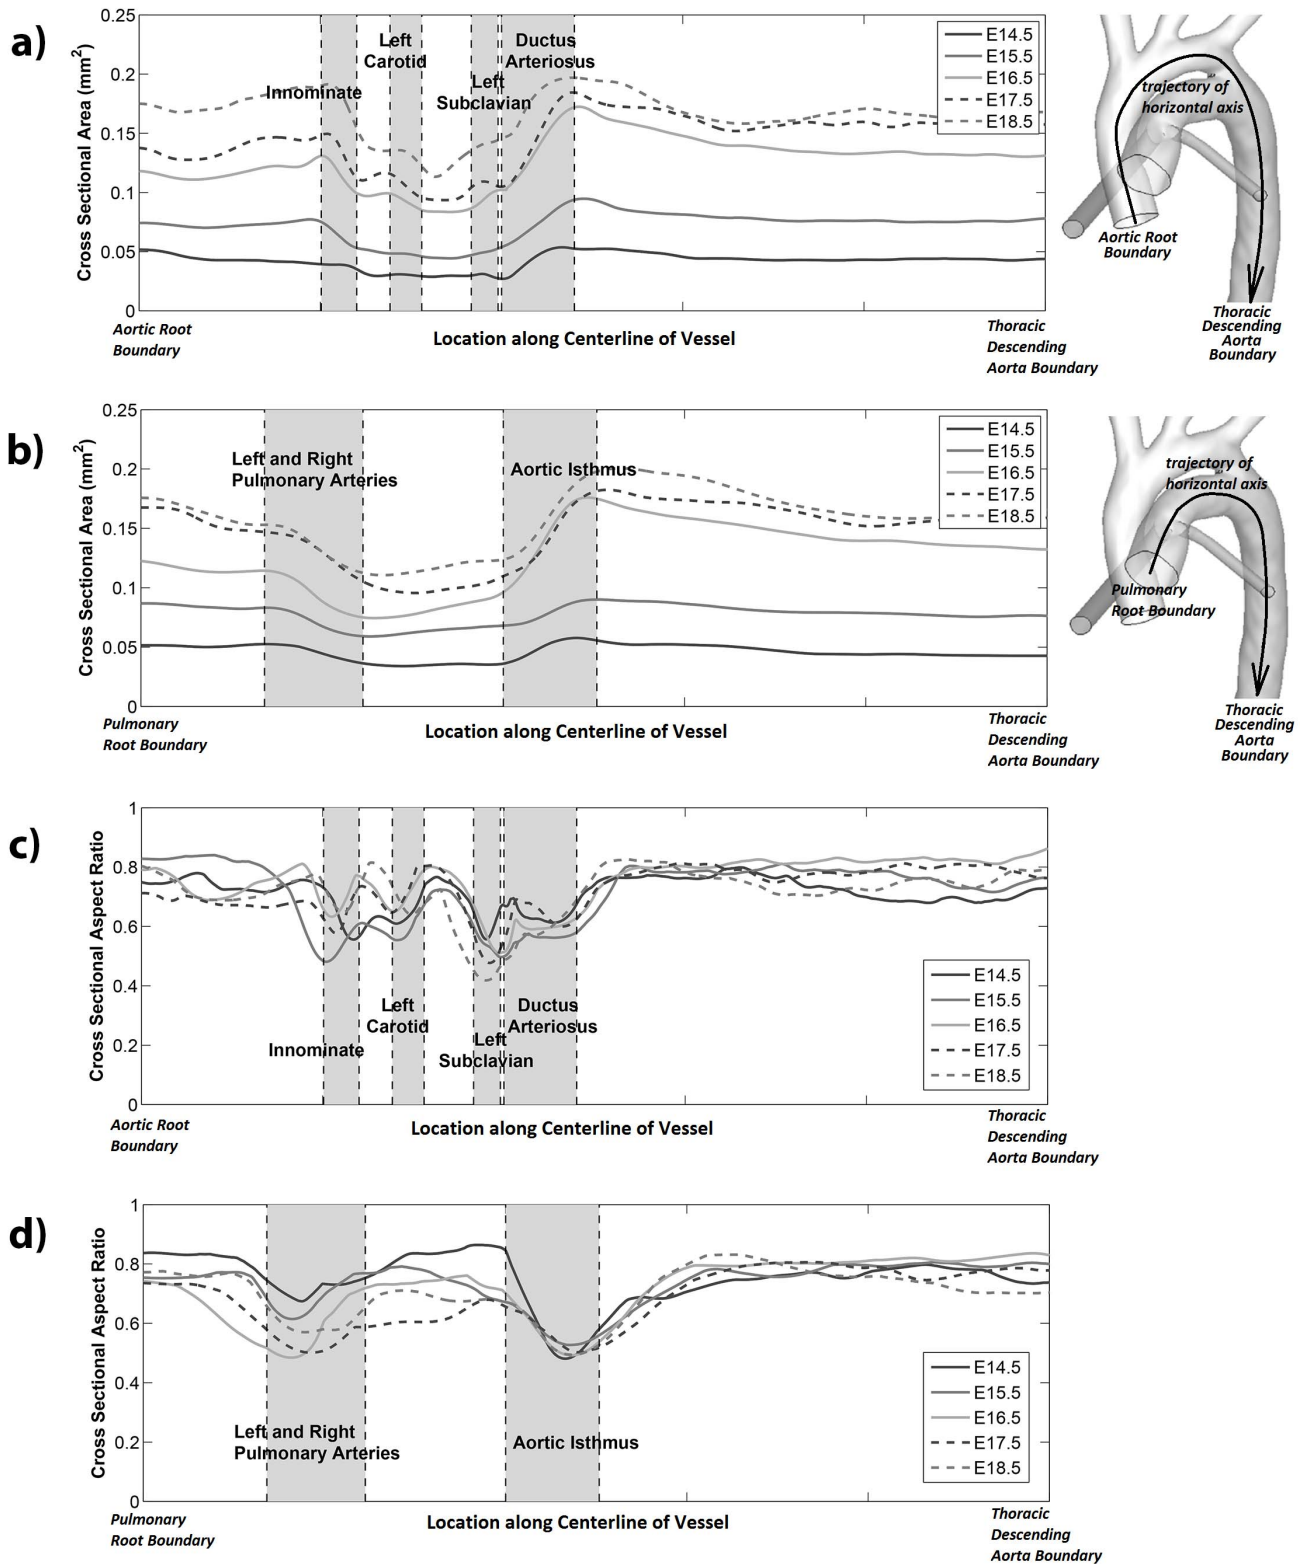 a)
Cross Sectional Area (mm²)
0.25
0.2
0.15
0.1
0.05
0
Innominate
Left
Carotid
Left
Subclavian
Ductus
Arteriosus
E14.5
E15.5
E16.5
E17.5
E18.5
Aortic Root
Boundary
Location along Centerline of Vessel
Thoracic
Descending
Aorta Boundary
trajectory of
horizontal axis
Aortic Root
Boundary
Thoracic
Descending
Aorta
Boundary
b)
Cross Sectional Area (mm²)
0.25
0.2
0.15
0.1
0.05
0
Left and Right
Pulmonary Arteries
Aortic Isthmus
E14.5
E15.5
E16.5
E17.5
E18.5
Pulmonary
Root Boundary
Location along Centerline of Vessel
Thoracic
Descending
Aorta Boundary
trajectory of
horizontal axis
Pulmonary
Root Boundary
Thoracic
Descending
Aorta
Boundary
c)
Cross Sectional Aspect Ratio
1
0.8
0.6
0.4
0.2
0
Innominate
Left
Carotid
Left
Subclavian
Ductus
Arteriosus
E14.5
E15.5
E16.5
E17.5
E18.5
Aortic Root
Boundary
Location along Centerline of Vessel
Thoracic
Descending
Aorta Boundary
d)
Cross Sectional Aspect Ratio
1
0.8
0.6
0.4
0.2
0
Left and Right
Pulmonary Arteries
Aortic Isthmus
E14.5
E15.5
E16.5
E17.5
E18.5
Pulmonary
Root Boundary
Location along Centerline of Vessel
Thoracic
Descending
Aorta Boundary